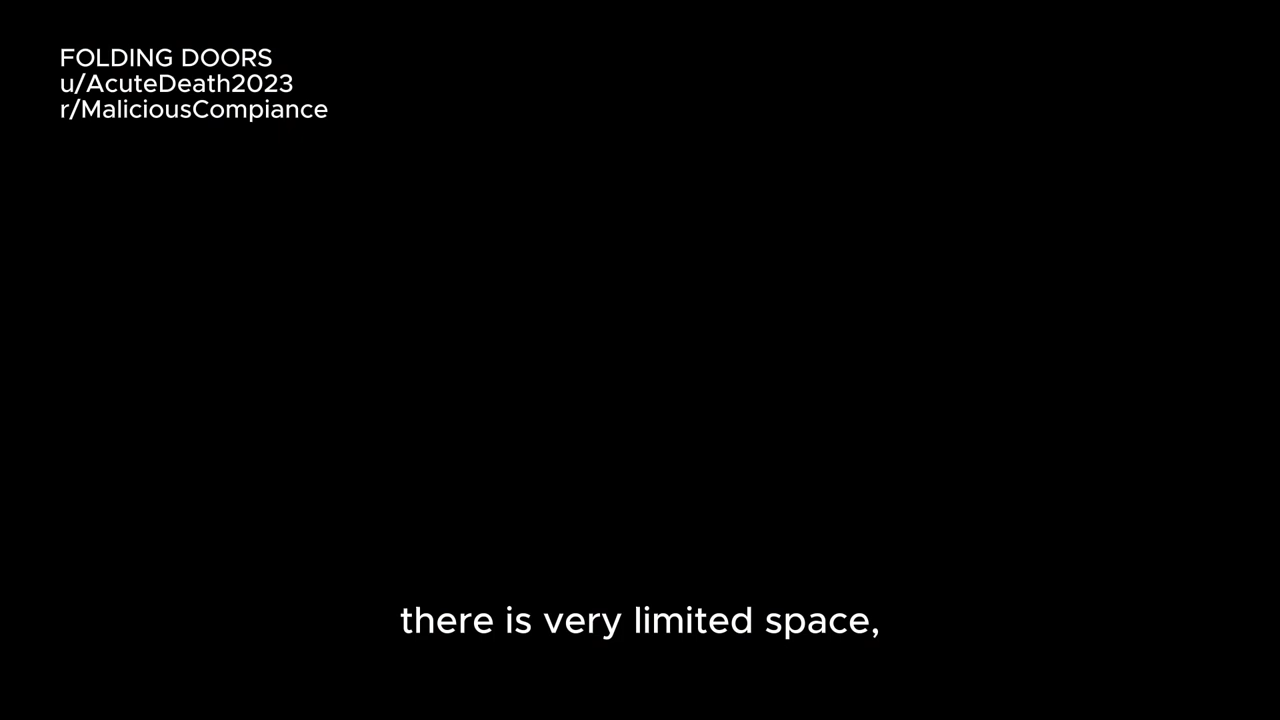 FOLDING DOORS
u/AcuteDeath2023
r/MaliciousCompiance
there is very limited space,